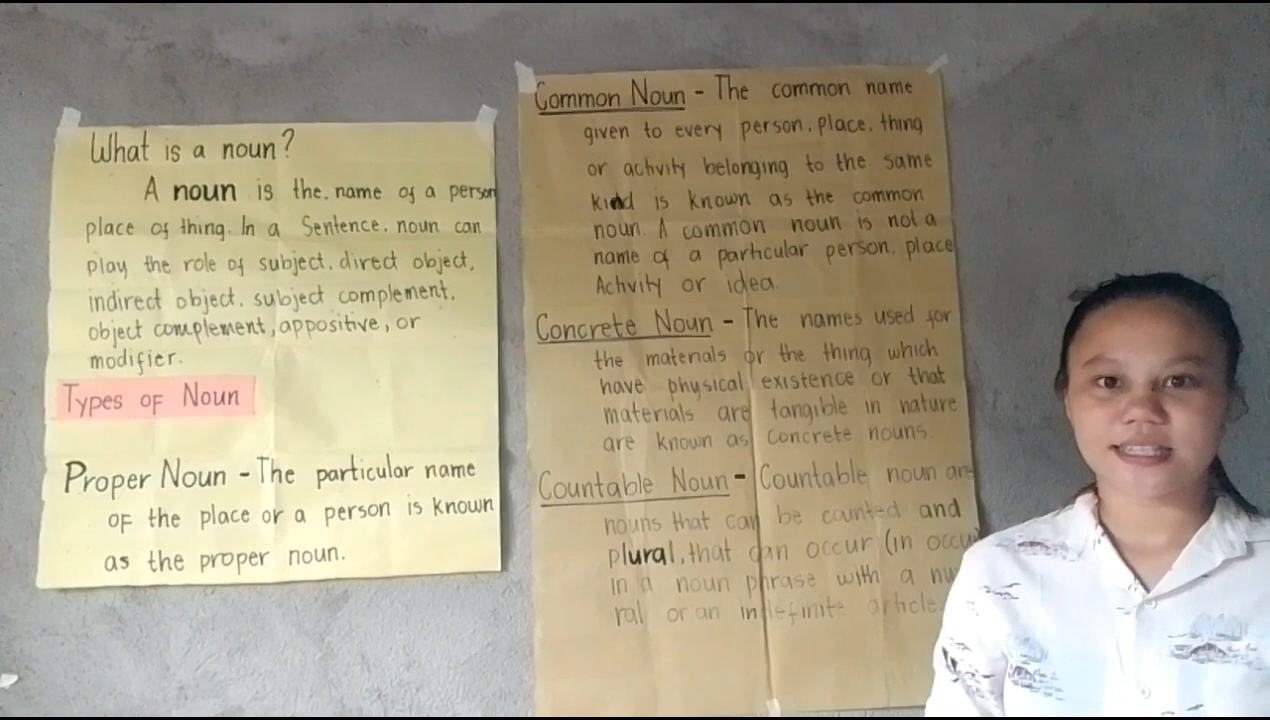 What is a noun?
A noun is the. name of a person
place of thing. In a Sentence. noun can
play the role of subject. direct object,
indirect object. subject complement.
object complement, appositive, or
modifier.
Types of Noun
Proper Noun - The particular name
of the place or a person is known
as the proper noun.
Common Noun - The common name
given to every person. place. thing
or activity belonging to the same
kind is known as the common
noun. A common noun is not a
name of a particular person. place
Activity or idea.
Concrete Noun - The names used for
the materials or the thing which
have physical existence or that
materials are tangible in nature
are known as concrete nouns.
Countable Noun - Countable noun are
nouns that can be counted and
plural, that can occur (in occu
in a noun phrase with a nu
ral or an indefinite article